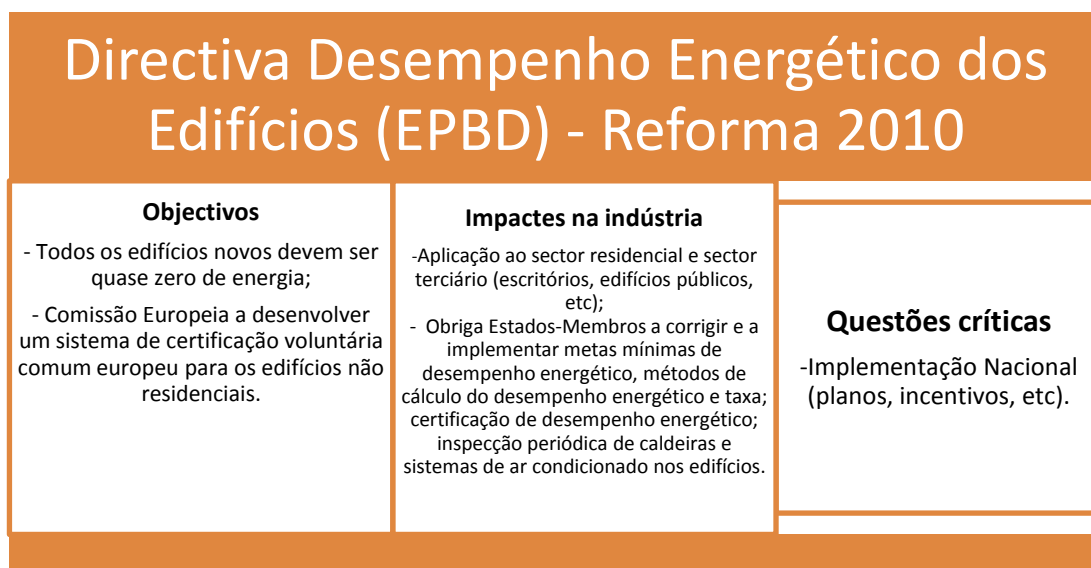 Directiva Desempenho Energético dos
Edifícios (EPBD) - Reforma 2010
Objectivos
- Todos os edifícios novos devem ser
quase zero de energia;
- Comissão Europeia a desenvolver
um sistema de certificação voluntária
comum europeu para os edifícios não
residenciais.
Impactes na indústria
-Aplicação ao sector residencial e sector
terciário (escritórios, edifícios públicos,
etc);
- Obriga Estados-Membros a corrigir e a
implementar metas mínimas de
desempenho energético, métodos de
cálculo do desempenho energético e taxa;
certificação de desempenho energético;
inspecção periódica de caldeiras e
sistemas de ar condicionado nos edifícios.
Questões críticas
-Implementação Nacional
(planos, incentivos, etc).